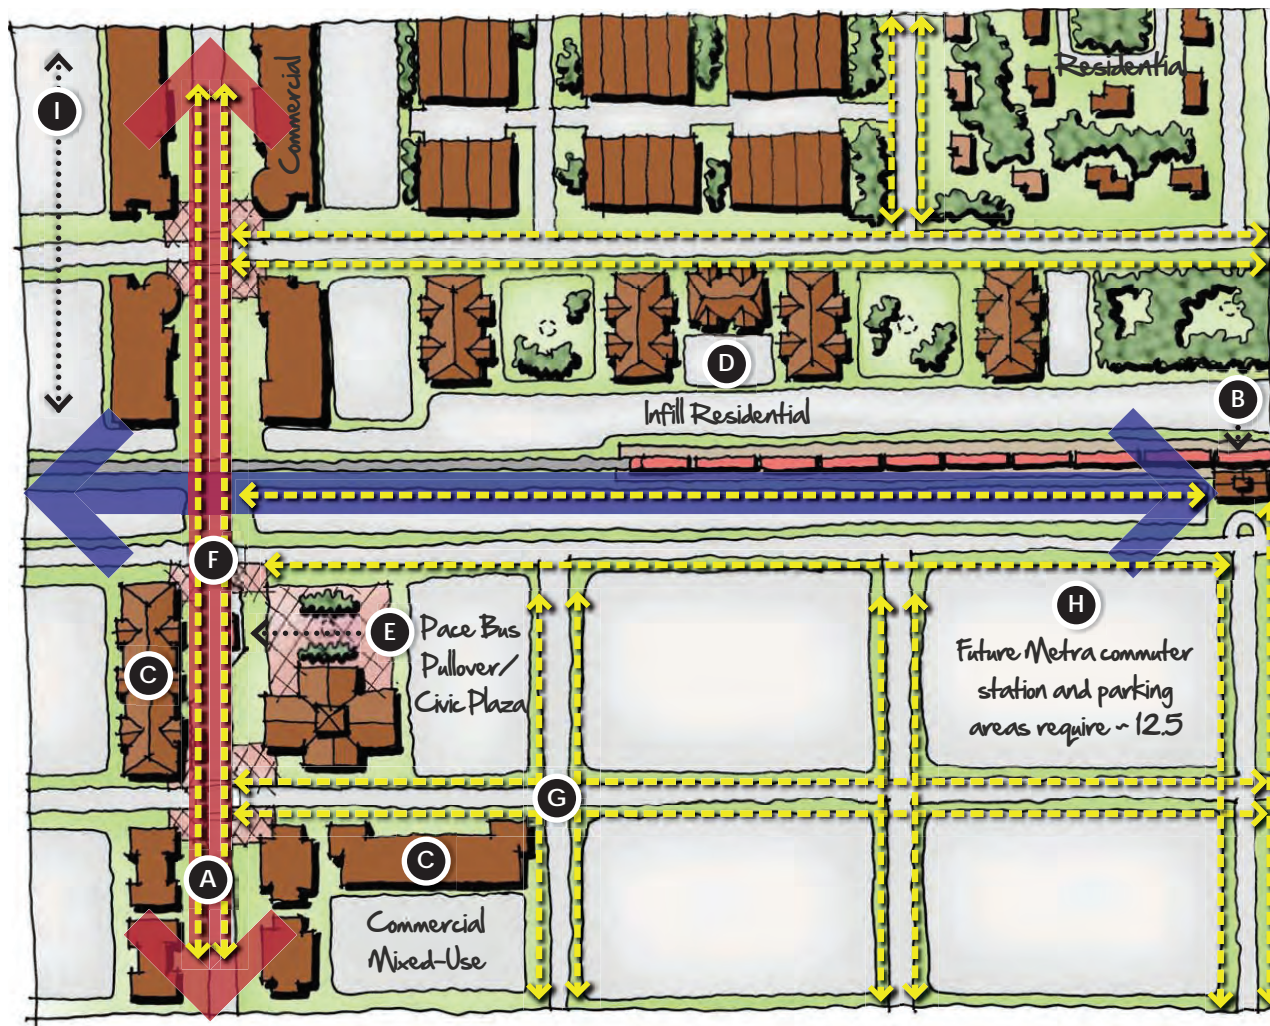 Commercial
Residential
I
D
B
Infill Residential
F
E
Pace Bus
Pullover/
Civic Plaza
H
Future Metra commuter
station and parking
areas require ~ 12.5
C
G
A
C
Commercial
Mixed-Use